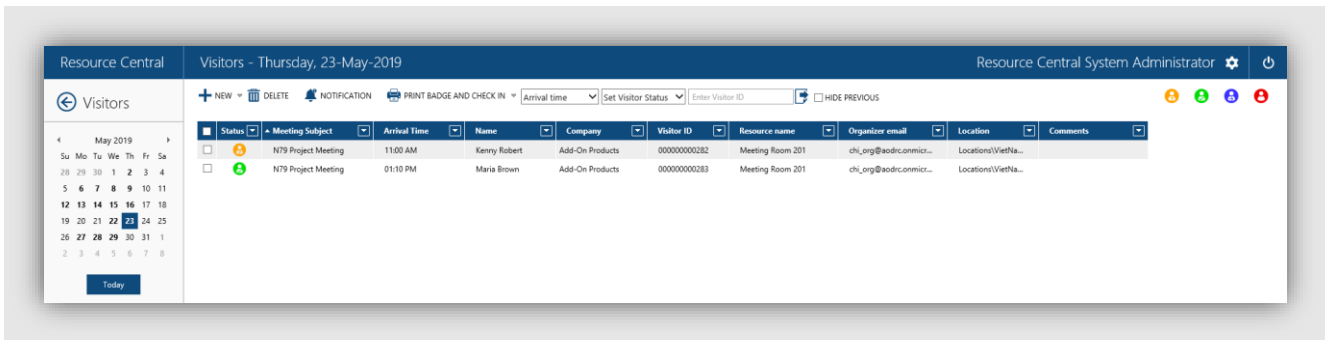 Resource Central Visitors - Thursday, 23-May-2019 Resource Central System Administrator
Visitors
NEW DELETE NOTIFICATION PRINT BADGE AND CHECK IN Arrival time Set Visitor Status Enter Visitor ID HIDE PREVIOUS
May 2019
Su Mo Tu We Th Fr Sa
28 29 30 1 2 3 4
5 6 7 8 9 10 11
12 13 14 15 16 17 18
19 20 21 22 23 24 25
26 27 28 29 30 31 1
2 3 4 5 6 7 8
Today
Status Meeting Subject Arrival Time Name Company Visitor ID Resource name Organizer email Location Comments
N79 Project Meeting 11:00 AM Kenny Robert Add-On Products 000000000282 Meeting Room 201 chi_org@aodrc.onmicr... Locations\VietNa...
N79 Project Meeting 01:10 PM Maria Brown Add-On Products 000000000283 Meeting Room 201 chi_org@aodrc.onmicr... Locations\VietNa...